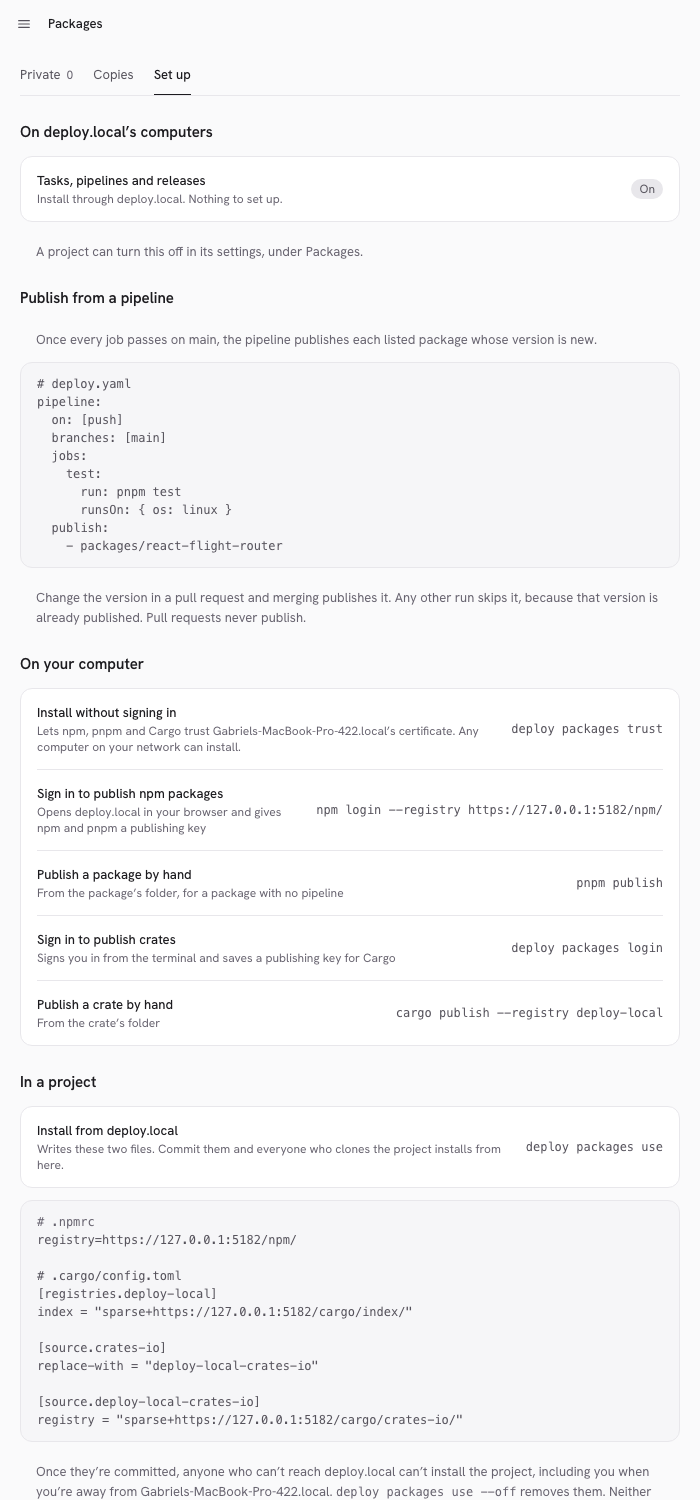 Packages
Private 0 Copies Set up
On deploy.local’s computers
Tasks, pipelines and releases
Install through deploy.local. Nothing to set up.
On
A project can turn this off in its settings, under Packages.
Publish from a pipeline
Once every job passes on main, the pipeline publishes each listed package whose version is new.
# deploy.yaml
pipeline:
  on: [push]
  branches: [main]
  jobs:
    test:
      run: pnpm test
      runsOn: { os: linux }
  publish:
    - packages/react-flight-router
Change the version in a pull request and merging publishes it. Any other run skips it, because that version is
already published. Pull requests never publish.
On your computer
Install without signing in
Lets npm, pnpm and Cargo trust Gabriels-MacBook-Pro-422.local’s certificate. Any
computer on your network can install.
deploy packages trust
Sign in to publish npm packages
Opens deploy.local in your browser and gives
npm and pnpm a publishing key
npm login --registry https://127.0.0.1:5182/npm/
Publish a package by hand
From the package’s folder, for a package with no pipeline
pnpm publish
Sign in to publish crates
Signs you in from the terminal and saves a publishing key for Cargo
deploy packages login
Publish a crate by hand
From the crate’s folder
cargo publish --registry deploy-local
In a project
Install from deploy.local
Writes these two files. Commit them and everyone who clones the project installs from
here.
deploy packages use
# .npmrc
registry=https://127.0.0.1:5182/npm/
# .cargo/config.toml
[registries.deploy-local]
index = "sparse+https://127.0.0.1:5182/cargo/index/"
[source.crates-io]
replace-with = "deploy-local-crates-io"
[source.deploy-local-crates-io]
registry = "sparse+https://127.0.0.1:5182/cargo/crates-io/"
Once they’re committed, anyone who can’t reach deploy.local can’t install the project, including you when
you’re away from Gabriels-MacBook-Pro-422.local. deploy packages use --off removes them. Neither